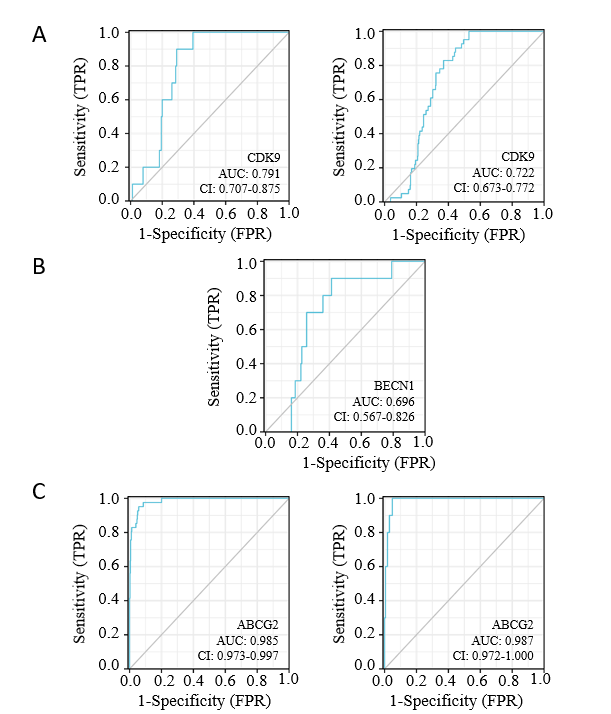 A
1.0
0.8
0.6
0.4
0.2
0.0
Sensitivity (TPR)
CDK9
AUC: 0.791
CI: 0.707-0.875
0.0 0.2 0.4 0.6 0.8 1.0
1-Specificity (FPR)
1.0
0.8
0.6
0.4
0.2
0.0
Sensitivity (TPR)
CDK9
AUC: 0.722
CI: 0.673-0.772
0.0 0.2 0.4 0.6 0.8 1.0
1-Specificity (FPR)
B
1.0
0.8
0.6
0.4
0.2
0.0
Sensitivity (TPR)
BECN1
AUC: 0.696
CI: 0.567-0.826
0.0 0.2 0.4 0.6 0.8 1.0
1-Specificity (FPR)
C
1.0
0.8
0.6
0.4
0.2
0.0
Sensitivity (TPR)
ABCG2
AUC: 0.985
CI: 0.973-0.997
0.0 0.2 0.4 0.6 0.8 1.0
1-Specificity (FPR)
1.0
0.8
0.6
0.4
0.2
0.0
Sensitivity (TPR)
ABCG2
AUC: 0.987
CI: 0.972-1.000
0.0 0.2 0.4 0.6 0.8 1.0
1-Specificity (FPR)